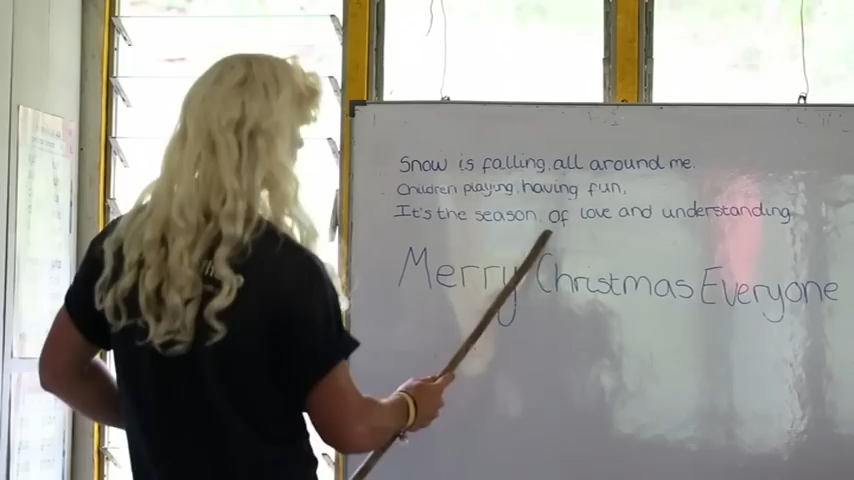 Snow is falling, all around me.
Children playing, having fun,
It's the season, of love and understanding
Merry Christmas Everyone